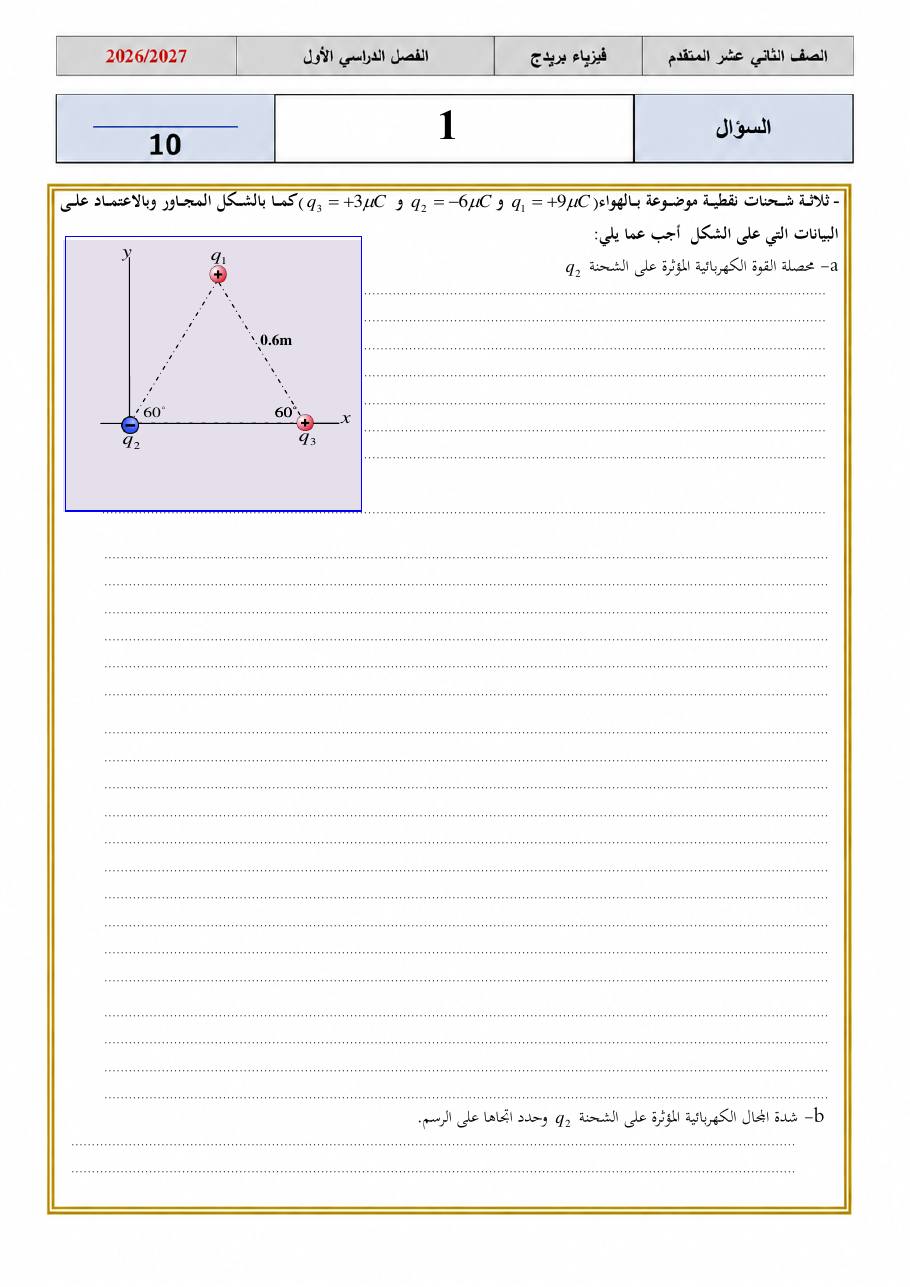 الصف الثاني عشر المتقدم فيزياء بريدج الفصل الدراسي الأول 2026/2027
السؤال 1 10
- ثلاثة شحنات نقطية موضوعة بالهواء(q₁ = +9μC و q₂ = −6μC و q₃ = +3μC) كما بالشكل المجاور وبالاعتماد على
البيانات التي على الشكل أجب عما يلي:
a– محصلة القوة الكهربائية المؤثرة على الشحنة q₂
y
q₁
+
0.6m
60°
60°
x
−
+
q₂
q₃
b– شدة المجال الكهربائية المؤثرة على الشحنة q₂ وحدد اتجاها على الرسم.